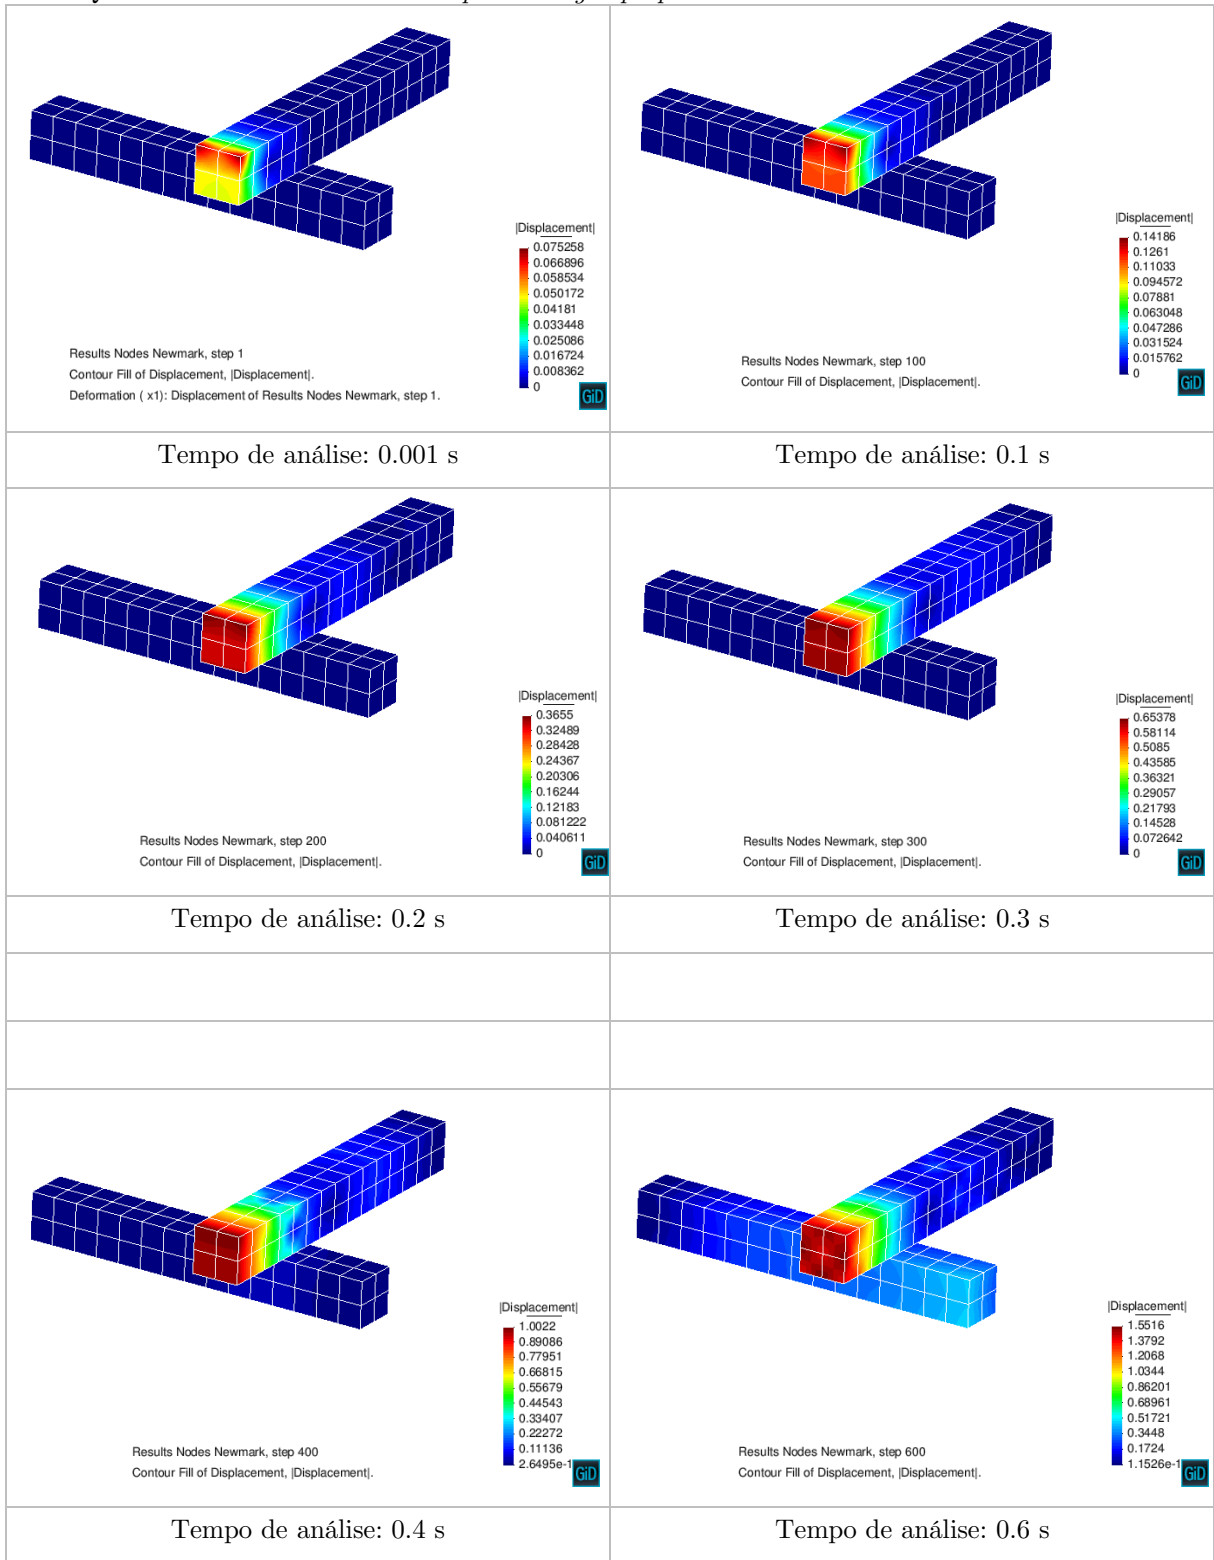 |Displacement|
0.075258
0.066896
0.058534
0.050172
0.04181
0.033448
0.025086
0.016724
0.008362
0
Results Nodes Newmark, step 1
Contour Fill of Displacement, |Displacement|.
Deformation ( x1): Displacement of Results Nodes Newmark, step 1.
GiD
|Displacement|
0.14186
0.1261
0.11033
0.094572
0.07881
0.063048
0.047286
0.031524
0.015762
0
Results Nodes Newmark, step 100
Contour Fill of Displacement, |Displacement|.
GiD
Tempo de análise: 0.001 s
Tempo de análise: 0.1 s
|Displacement|
0.3655
0.32489
0.28428
0.24367
0.20306
0.16244
0.12183
0.081222
0.040611
0
Results Nodes Newmark, step 200
Contour Fill of Displacement, |Displacement|.
GiD
|Displacement|
0.65378
0.58114
0.5085
0.43585
0.36321
0.29057
0.21793
0.14528
0.072642
0
Results Nodes Newmark, step 300
Contour Fill of Displacement, |Displacement|.
GiD
Tempo de análise: 0.2 s
Tempo de análise: 0.3 s
|Displacement|
1.0022
0.89086
0.77951
0.66815
0.55679
0.44543
0.33407
0.22272
0.11136
2.6495e-1
Results Nodes Newmark, step 400
Contour Fill of Displacement, |Displacement|.
GiD
|Displacement|
1.5516
1.3792
1.2068
1.0344
0.86201
0.68961
0.51721
0.3448
0.1724
1.1526e-1
Results Nodes Newmark, step 600
Contour Fill of Displacement, |Displacement|.
GiD
Tempo de análise: 0.4 s
Tempo de análise: 0.6 s